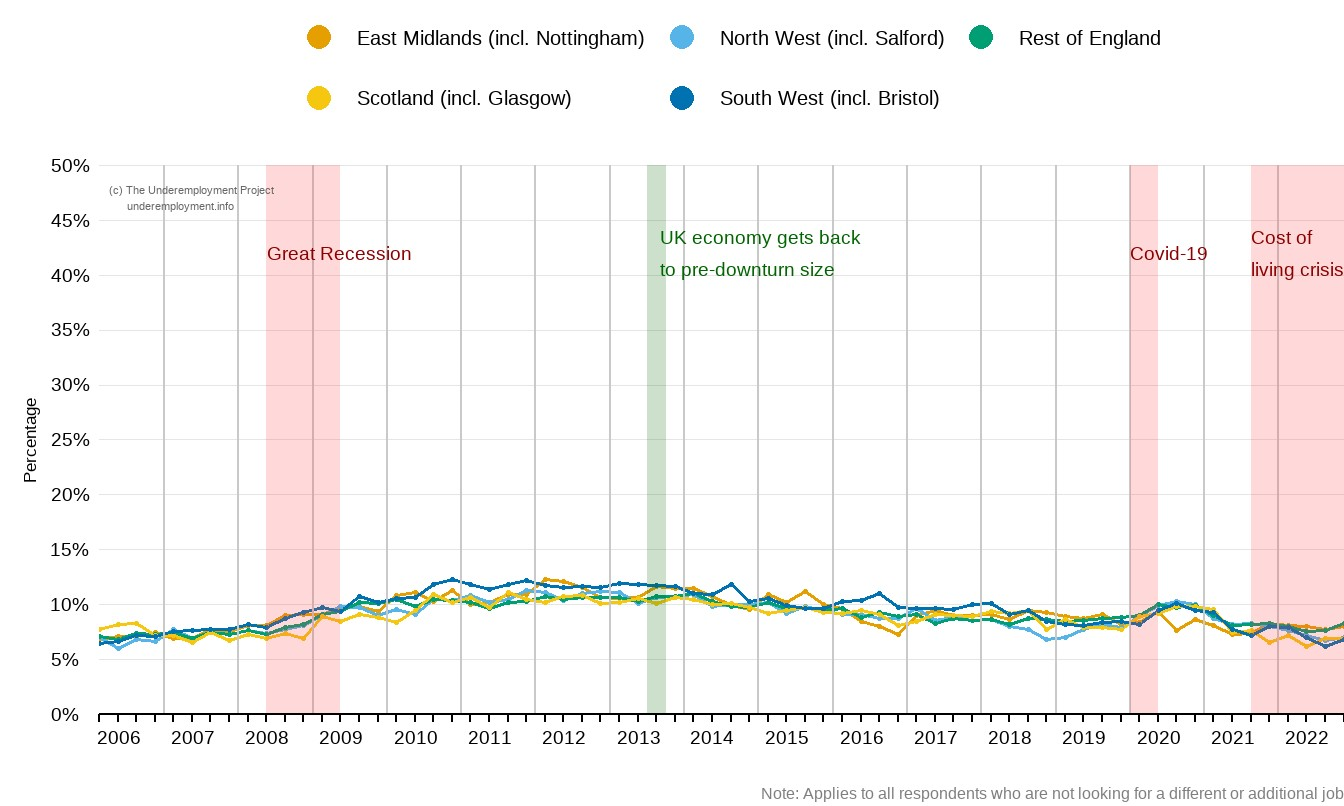 East Midlands (incl. Nottingham) North West (incl. Salford) Rest of England
Scotland (incl. Glasgow) South West (incl. Bristol)
50%
(c) The Underemployment Project
underemployment.info
45%
UK economy gets back
Cost of
Great Recession
Covid-19
to pre-downturn size
living crisis
40%
35%
30%
25%
Percentage
20%
15%
10%
5%
0%
2006 2007 2008 2009 2010 2011 2012 2013 2014 2015 2016 2017 2018 2019 2020 2021 2022
Note: Applies to all respondents who are not looking for a different or additional job